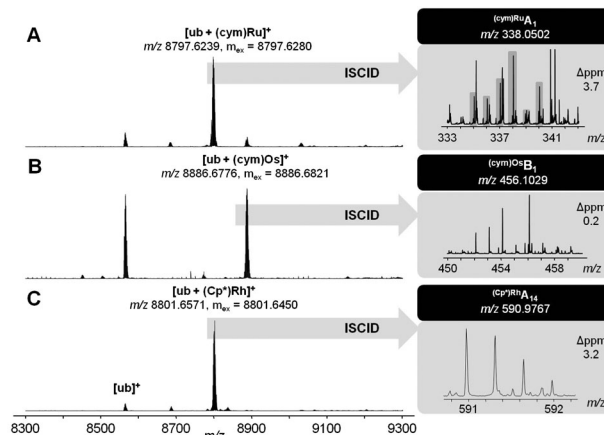 A
[ub + (cym)Ru]⁺
m/z 8797.6239, mₑₓ = 8797.6280
ISCID
(cym)RuA₁
m/z 338.0502
Δppm
3.7
333 337 341 m/z
B
[ub + (cym)Os]⁺
m/z 8886.6776, mₑₓ = 8886.6821
ISCID
(cym)OsB₁
m/z 456.1029
Δppm
0.2
450 454 458 m/z
C
[ub + (Cp*)Rh]⁺
m/z 8801.6571, mₑₓ = 8801.6450
ISCID
(Cp*)RhA₁₄
m/z 590.9767
Δppm
3.2
591 592 m/z
[ub]⁺
8300 8500 8700 8900 9100 9300
m/z